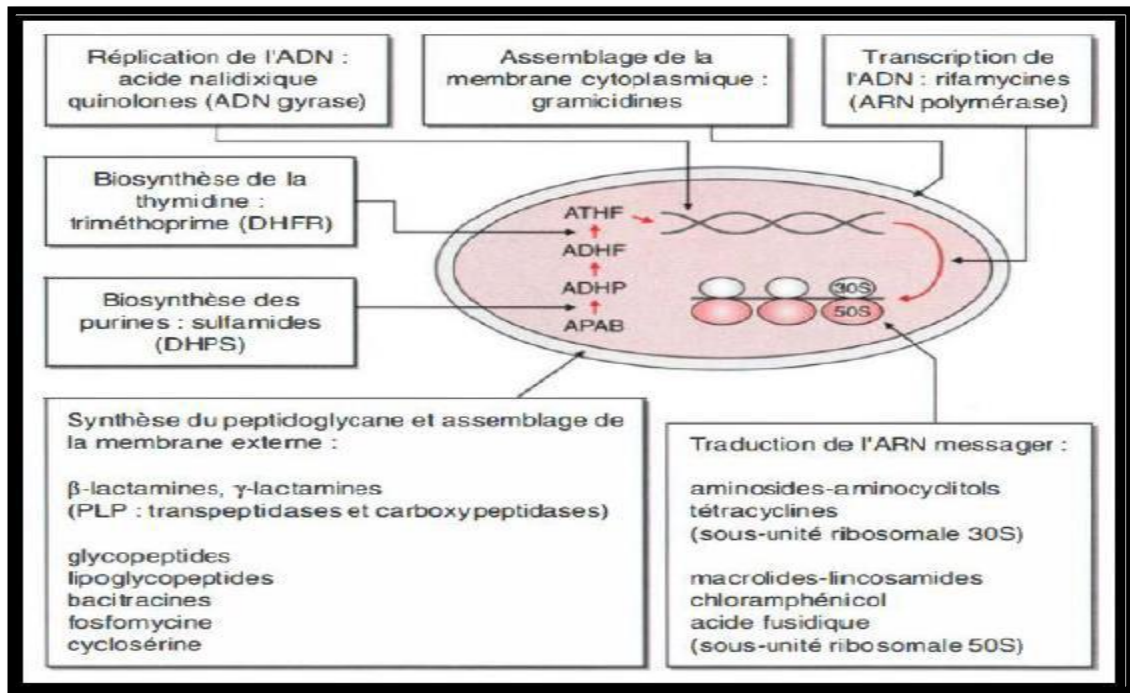 Réplication de l'ADN :
acide nalidixique
quinolones (ADN gyrase)
Assemblage de la
membrane cytoplasmique :
gramicidines
Transcription de
l'ADN : rifamycines
(ARN polymérase)
Biosynthèse de la
thymidine :
triméthoprime (DHFR)
Biosynthèse des
purines : sulfamides
(DHPS)
ATHF
ADHF
ADHP
APAB
30S
50S
Synthèse du peptidoglycane et assemblage de
la membrane externe :
β-lactamines, γ-lactamines
(PLP : transpeptidases et carboxypeptidases)
glycopeptides
lipoglycopeptides
bacitracines
fosfomycine
cyclosérine
Traduction de l'ARN messager :
aminosides-aminocyclitols
tétracyclines
(sous-unité ribosomale 30S)
macrolides-lincosamides
chloramphénicol
acide fusidique
(sous-unité ribosomale 50S)